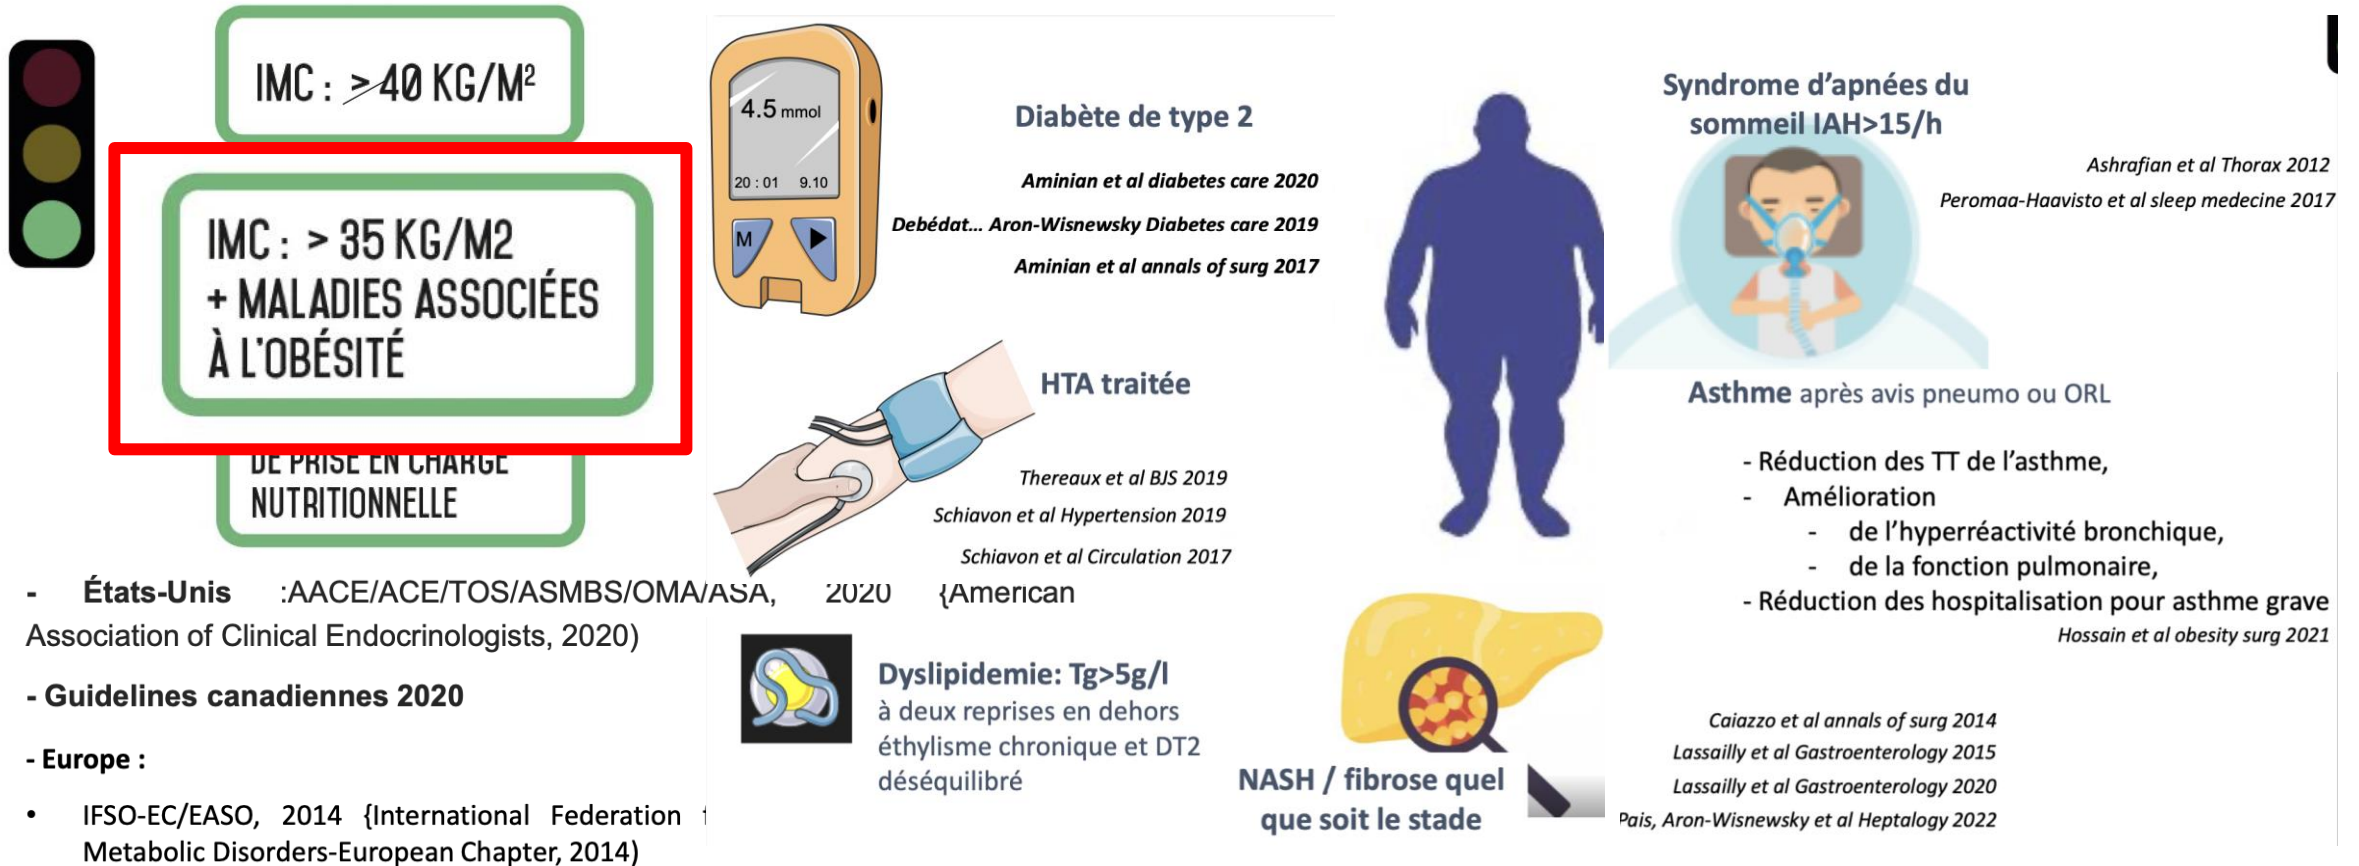 IMC : >40 KG/M²
IMC : > 35 KG/M2
+ MALADIES ASSOCIÉES
À L'OBÉSITÉ
DE PRISE EN CHARGE
NUTRITIONNELLE
- États-Unis :AACE/ACE/TOS/ASMBS/OMA/ASA, 2020 {American
Association of Clinical Endocrinologists, 2020)
- Guidelines canadiennes 2020
- Europe :
• IFSO-EC/EASO, 2014 {International Federation
Metabolic Disorders-European Chapter, 2014)
4.5 mmol
20 : 01 9.10
M
Diabète de type 2
Aminian et al diabetes care 2020
Debédat... Aron-Wisnewsky Diabetes care 2019
Aminian et al annals of surg 2017
HTA traitée
Thereaux et al BJS 2019
Schiavon et al Hypertension 2019
Schiavon et al Circulation 2017
Dyslipidemie: Tg>5g/l
à deux reprises en dehors
éthylisme chronique et DT2
déséquilibré
NASH / fibrose quel
que soit le stade
Syndrome d'apnées du
sommeil IAH>15/h
Ashrafian et al Thorax 2012
Peromaa-Haavisto et al sleep medecine 2017
Asthme après avis pneumo ou ORL
- Réduction des TT de l'asthme,
- Amélioration
- de l'hyperréactivité bronchique,
- de la fonction pulmonaire,
- Réduction des hospitalisation pour asthme grave
Hossain et al obesity surg 2021
Caiazzo et al annals of surg 2014
Lassailly et al Gastroenterology 2015
Lassailly et al Gastroenterology 2020
Pais, Aron-Wisnewsky et al Heptalogy 2022